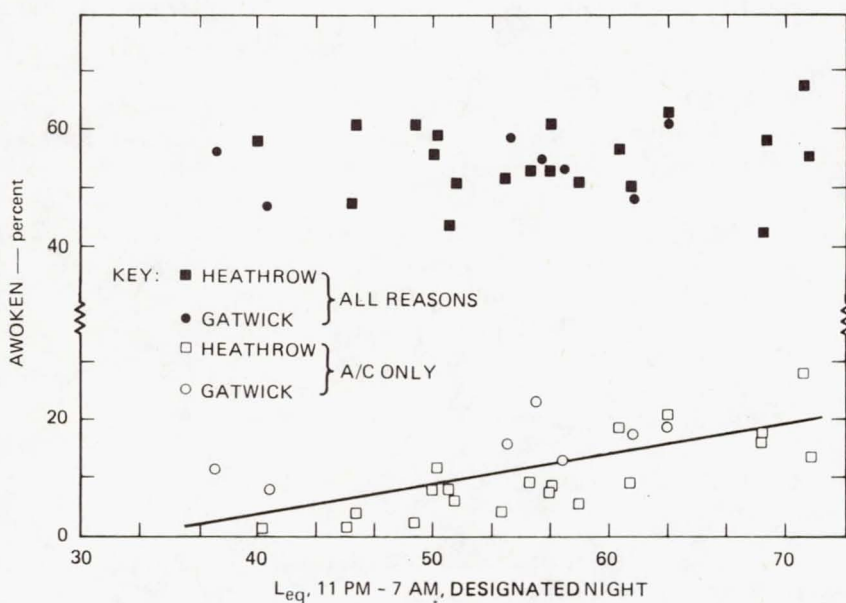 60
40
20
0
AWOKEN — percent
KEY: ■ HEATHROW
● GATWICK
ALL REASONS
□ HEATHROW
○ GATWICK
A/C ONLY
30 40 50 60 70
Leq, 11 PM - 7 AM, DESIGNATED NIGHT